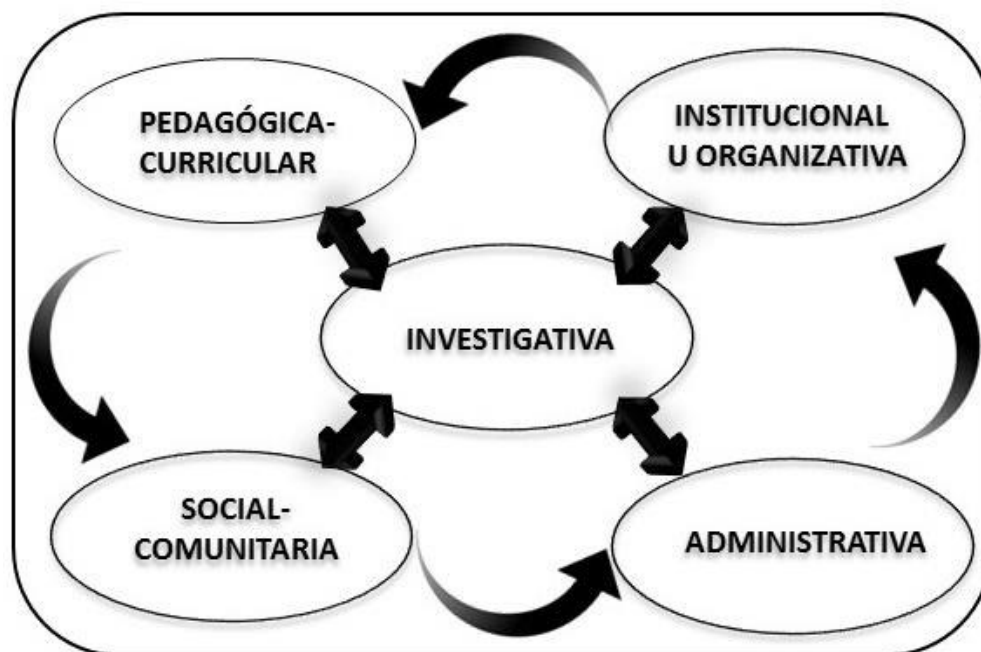 PEDAGÓGICA-
CURRICULAR
INSTITUCIONAL
U ORGANIZATIVA
INVESTIGATIVA
SOCIAL-
COMUNITARIA
ADMINISTRATIVA